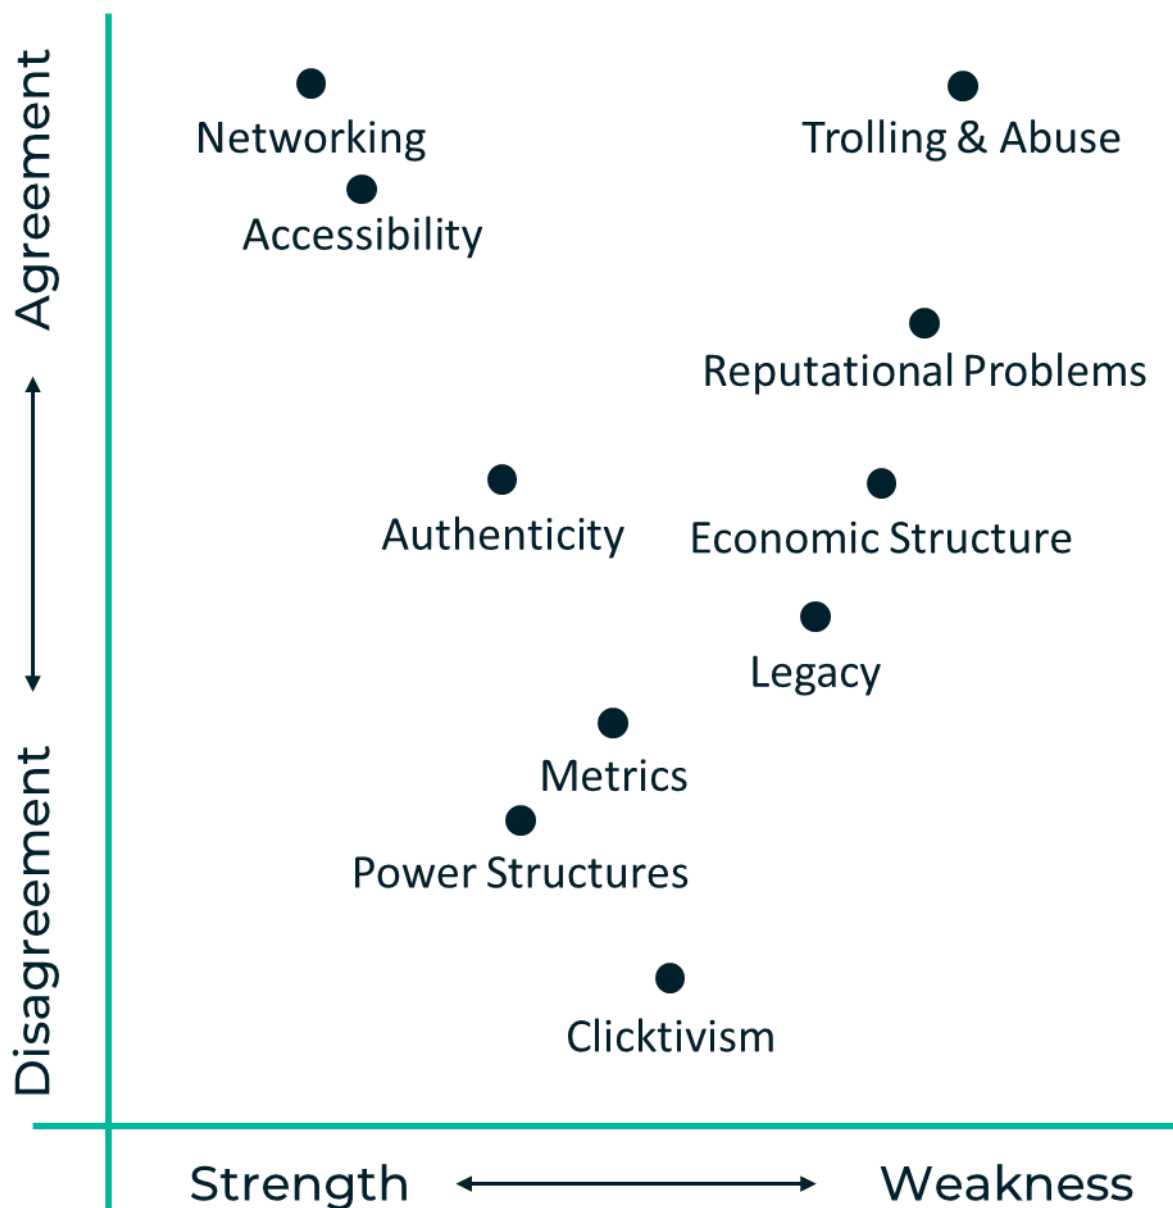 Agreement
Disagreement
Networking
Trolling & Abuse
Accessibility
Reputational Problems
Authenticity
Economic Structure
Legacy
Metrics
Power Structures
Clicktivism
Strength
Weakness